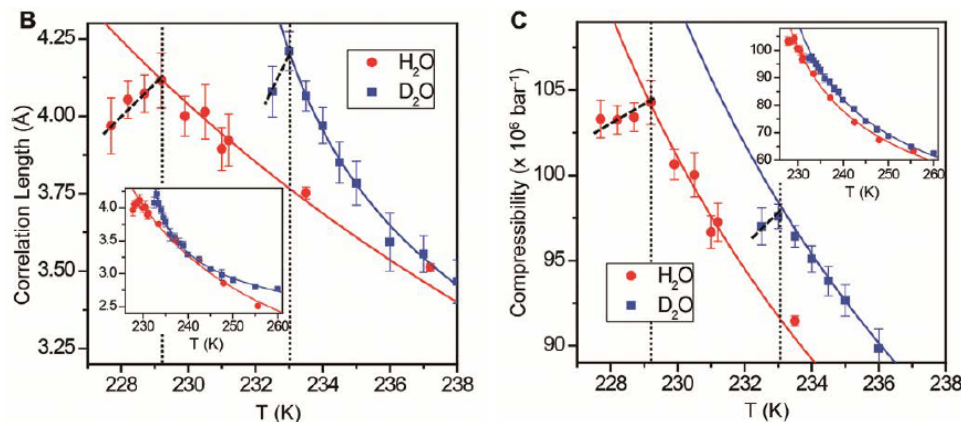 B
Correlation Length (Å)
4.25
4.00
3.75
3.50
3.25
H₂O
D₂O
4.0
3.5
3.0
2.5
230 240 250 260
T (K)
228 230 232 234 236 238
T (K)
C
Compressibility (x 10⁶ bar⁻¹)
105
100
95
90
H₂O
D₂O
100
90
80
70
60
230 240 250 260
T (K)
228 230 232 234 236 238
T (K)